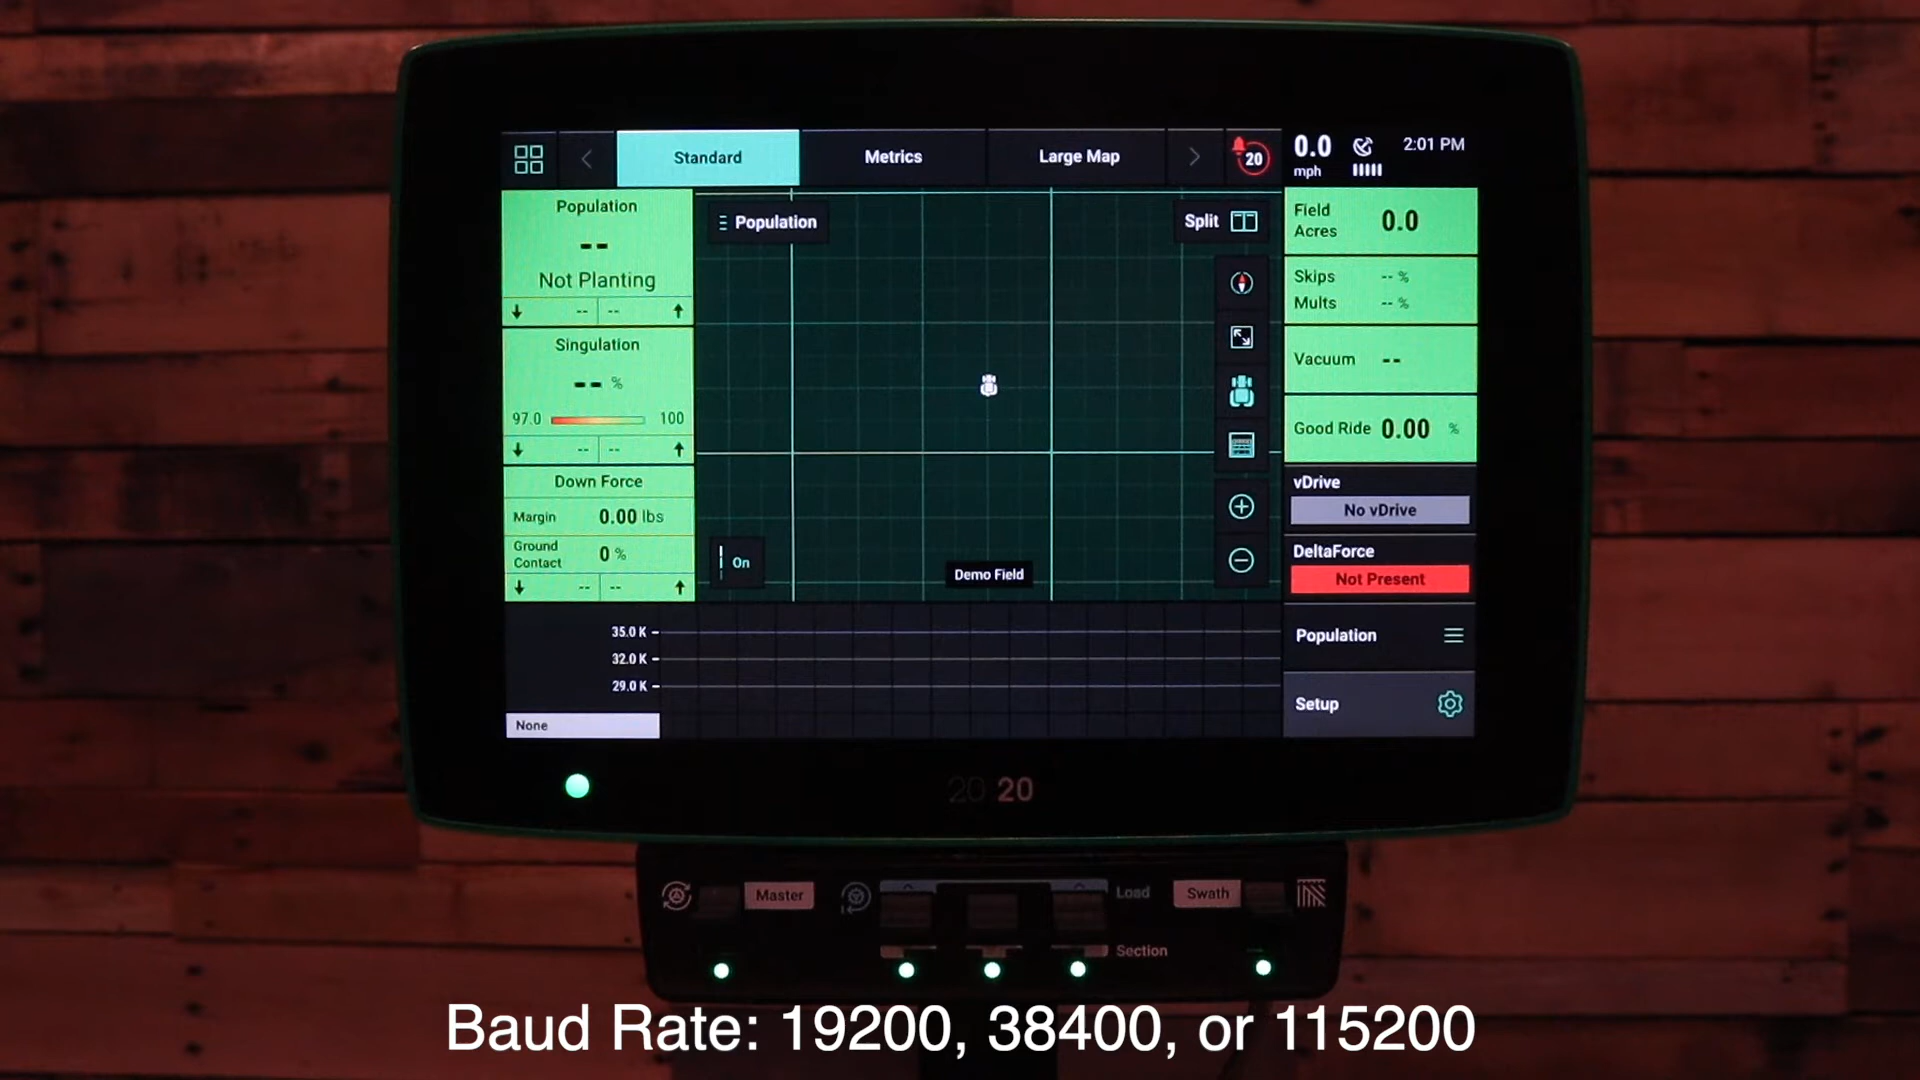 Standard
Metrics
Large Map
20
0.0
mph
2:01 PM
Population
--
Not Planting
-- --
Singulation
-- %
97.0 100
-- --
Down Force
Margin 0.00 lbs
Ground Contact 0 %
-- --
Population
Split
On
Demo Field
Field Acres 0.0
Skips -- %
Mults -- %
Vacuum --
Good Ride 0.00 %
vDrive
No vDrive
DeltaForce
Not Present
Population
Setup
35.0 K
32.0 K
29.0 K
None
20 20
Master
Load
Swath
Section
Baud Rate: 19200, 38400, or 115200